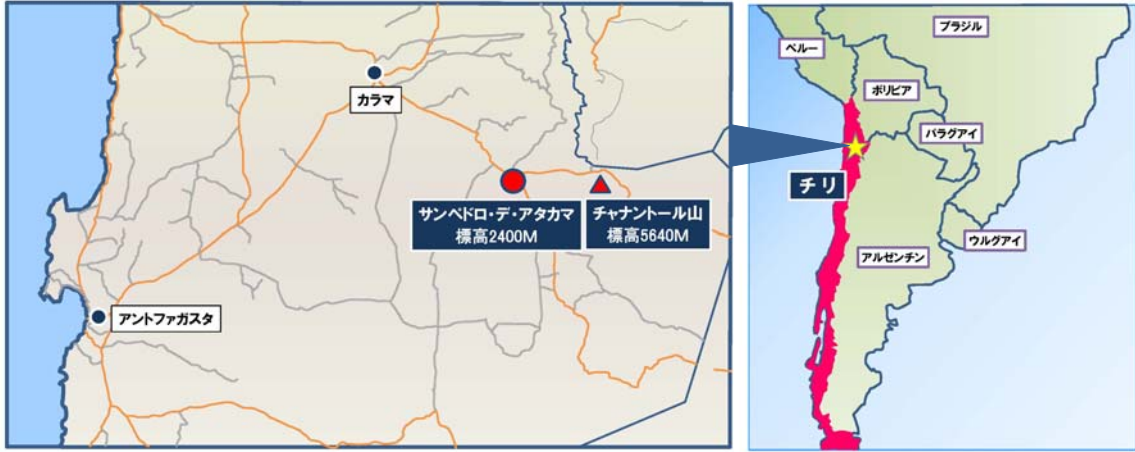 カラマ
サンペドロ・デ・アタカマ
標高2400M
チャナントール山
標高5640M
アントファガスタ
ブラジル
ペルー
ボリビア
パラグアイ
チリ
ウルグアイ
アルゼンチン